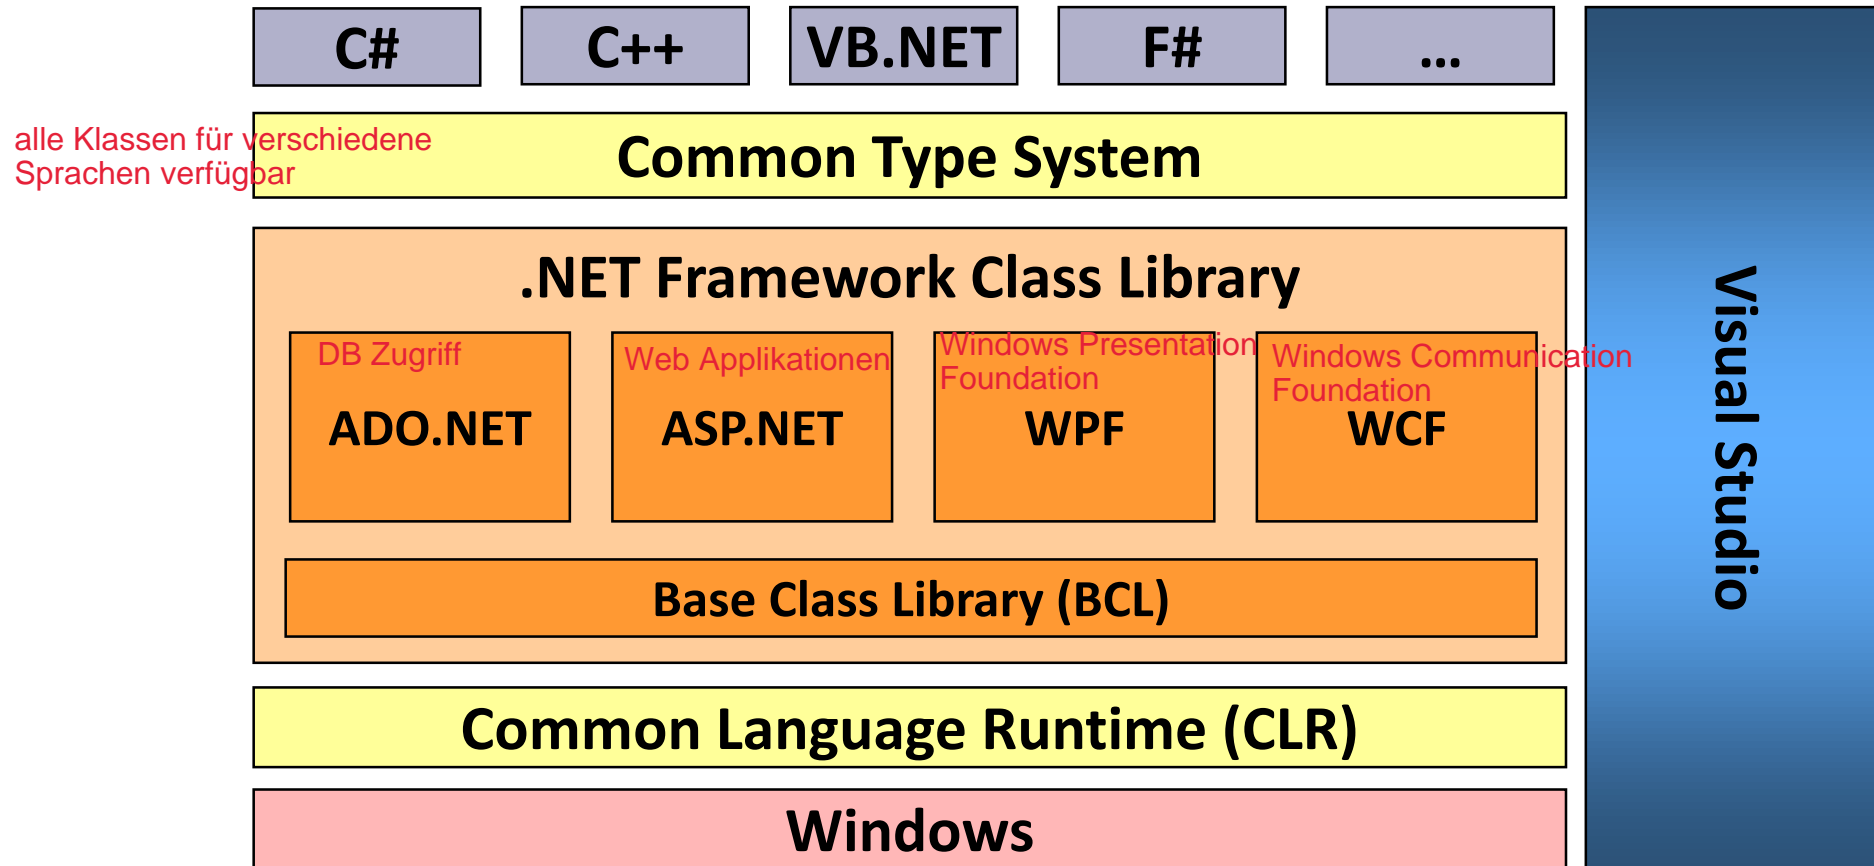 C#
C++
VB.NET
F#
...
alle Klassen für verschiedene
Sprachen verfügbar
Common Type System
.NET Framework Class Library
DB Zugriff
ADO.NET
Web Applikationen
ASP.NET
Windows Presentation
Foundation
WPF
Windows Communication
Foundation
WCF
Base Class Library (BCL)
Common Language Runtime (CLR)
Windows
Visual Studio